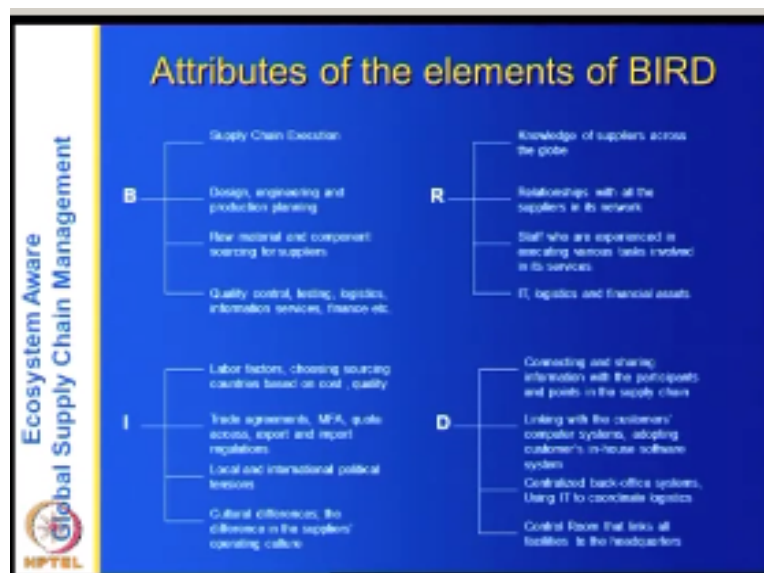 Attributes of the elements of BIRD
Ecosystem Aware
Global Supply Chain Management
B
Supply Chain Execution
Design, engineering and
production planning
Raw material and component
sourcing for suppliers
Quality control, testing, logistics,
information services, finance etc.
R
Knowledge of suppliers across
the globe
Relationships with all the
suppliers in its network
Staff who are experienced in
executing various tasks involved
in its services
IT, logistics and financial assets
I
Labor factors, choosing sourcing
countries based on cost , quality
Trade agreements, MFA, quota
access, export and import
regulations
Local and international political
tensions
Cultural differences, the
difference in the suppliers'
operating culture
D
Connecting and sharing
information with the participants
and points in the supply chain
Linking with the customers'
computer systems, adopting
customer's in-house software
system
Centralized back-office systems,
Using IT to coordinate logistics
Control Room that links all
facilities to the headquarters
NPTEL